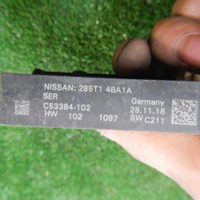 NISSAN: 285T1 4BA1A
SER
C53384-102 Germany
28.11.18
HW 102 1097 SW C211